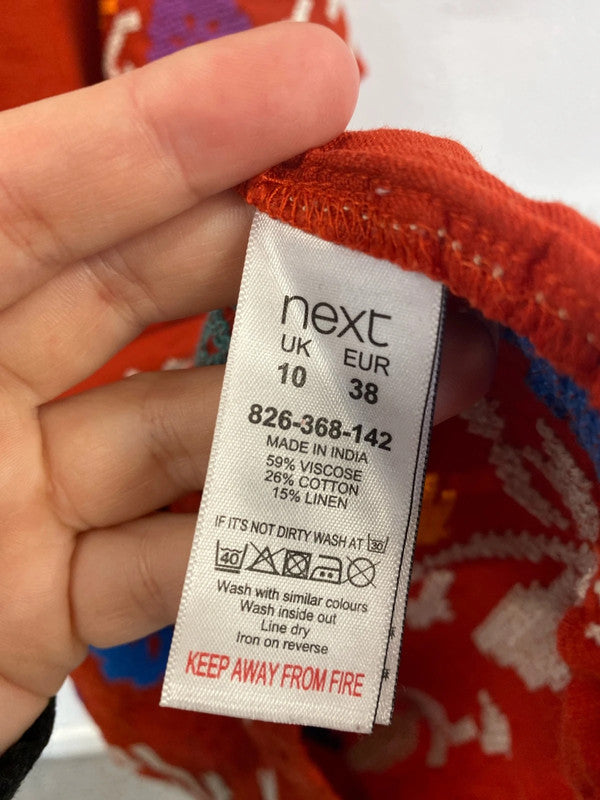 next
UK EUR
10 38
826-368-142
MADE IN INDIA
59% VISCOSE
26% COTTON
15% LINEN
IF IT'S NOT DIRTY WASH AT 30
40
Wash with similar colours
Wash inside out
Line dry
Iron on reverse
KEEP AWAY FROM FIRE